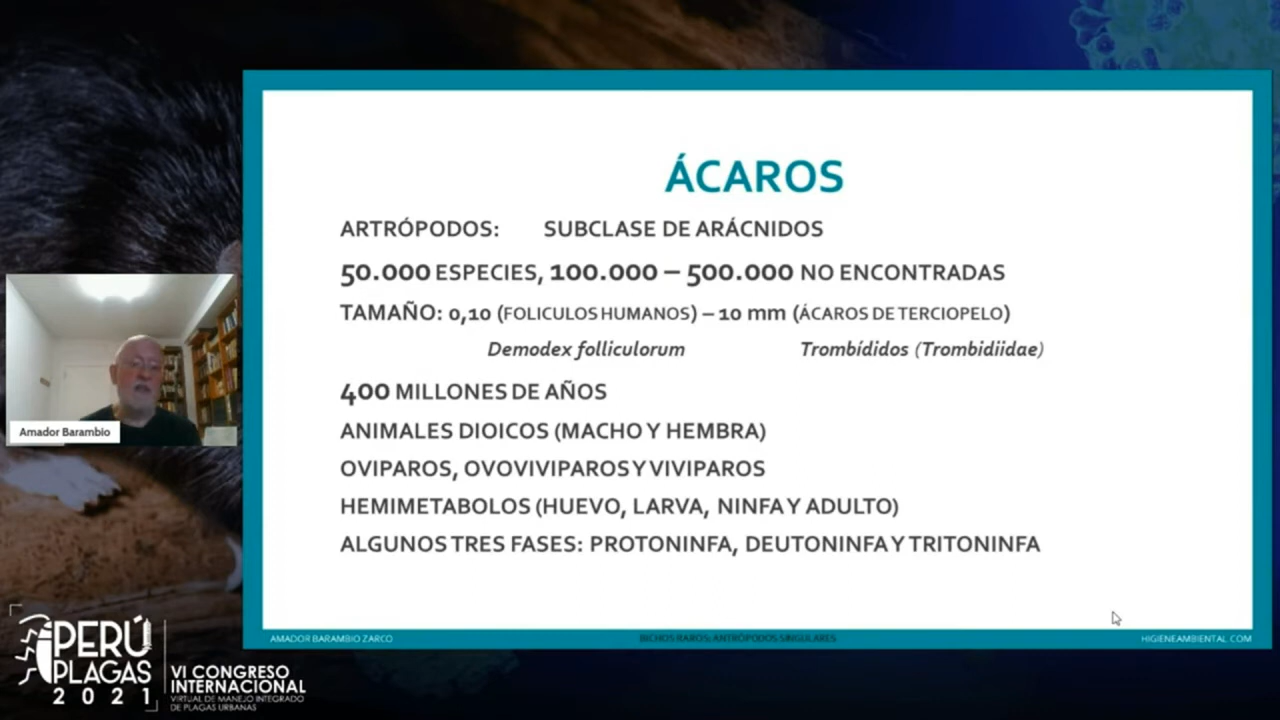 ÁCAROS
ARTRÓPODOS: SUBCLASE DE ARÁCNIDOS
50.000 ESPECIES, 100.000 – 500.000 NO ENCONTRADAS
TAMAÑO: 0,10 (FOLICULOS HUMANOS) – 10 mm (ÁCAROS DE TERCIOPELO)
Demodex folliculorum Trombídidos (Trombidiidae)
400 MILLONES DE AÑOS
ANIMALES DIOICOS (MACHO Y HEMBRA)
OVIPAROS, OVOVIVIPAROS Y VIVIPAROS
HEMIMETABOLOS (HUEVO, LARVA, NINFA Y ADULTO)
ALGUNOS TRES FASES: PROTONINFA, DEUTONINFA Y TRITONINFA
AMADOR BARAMBIO ZARCO BICHOS RAROS: ANTRÓPODOS SINGULARES HIGIENEAMBIENTAL.COM
Amador Barambio
PERÚ
PLAGAS
2021
VI CONGRESO
INTERNACIONAL
VIRTUAL DE MANEJO INTEGRADO
DE PLAGAS URBANAS